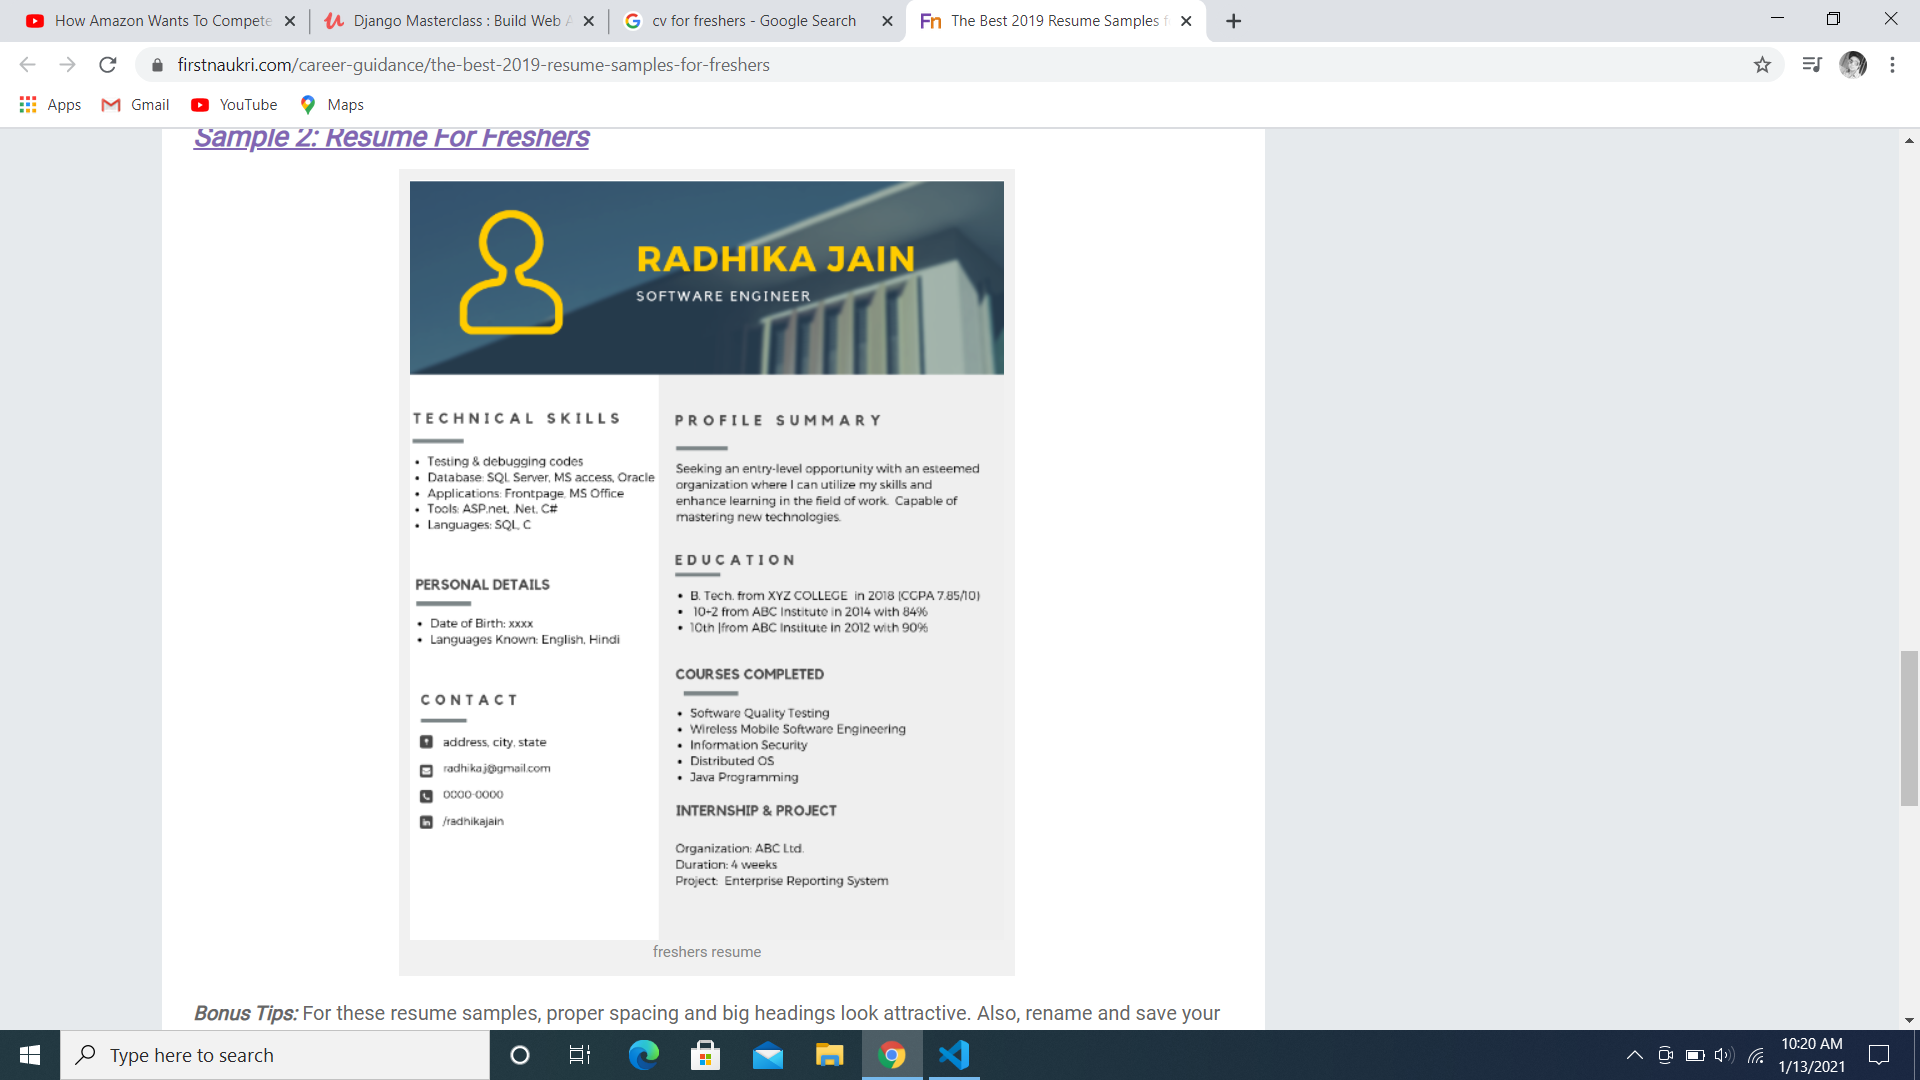 How Amazon Wants To Compete
Django Masterclass : Build Web A
cv for freshers - Google Search
Fn The Best 2019 Resume Samples f
firstnaukri.com/career-guidance/the-best-2019-resume-samples-for-freshers
Apps
Gmail
YouTube
Maps
Sample 2: Resume For Freshers
RADHIKA JAIN
SOFTWARE ENGINEER
TECHNICAL SKILLS
• Testing & debugging codes
• Database: SQL Server, MS access, Oracle
• Applications: Frontpage, MS Office
• Tools: ASP.net, .Net, C#
• Languages: SQL, C
PERSONAL DETAILS
• Date of Birth: xxxx
• Languages Known: English, Hindi
CONTACT
address, city, state
radhika.j@gmail.com
0000-0000
in /radhikajain
PROFILE SUMMARY
Seeking an entry-level opportunity with an esteemed
organization where I can utilize my skills and
enhance learning in the field of work. Capable of
mastering new technologies.
EDUCATION
• B. Tech. from XYZ COLLEGE in 2018 (CGPA 7.85/10)
• 10+2 from ABC Institute in 2014 with 84%
• 10th |from ABC Institute in 2012 with 90%
COURSES COMPLETED
• Software Quality Testing
• Wireless Mobile Software Engineering
• Information Security
• Distributed OS
• Java Programming
INTERNSHIP & PROJECT
Organization: ABC Ltd.
Duration: 4 weeks
Project: Enterprise Reporting System
freshers resume
Bonus Tips: For these resume samples, proper spacing and big headings look attractive. Also, rename and save your
Type here to search
10:20 AM
1/13/2021